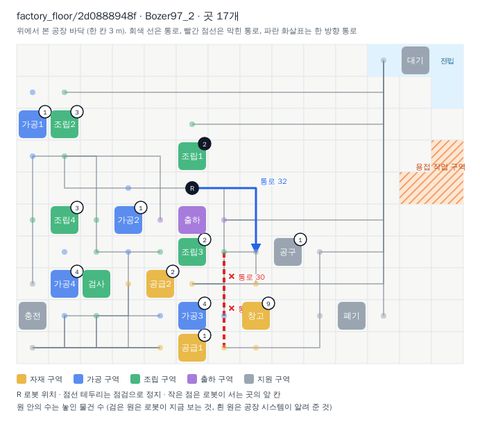 factory_floor/2d0888948f · Bozer97_2 · 곳 17개
위에서 본 공장 바닥 (한 칸 3 m). 회색 선은 통로, 빨간 점선은 막힌 통로, 파란 화살표는 한 방향 통로
대기
전립
가공1 1
조립2 3
조립1 2
용접 작업 구역
R
통로 32
조립4 3
가공2 1
출하
조립3 2
공구 1
통로 30
가공4 4
검사
공급2 2
충전
가공3 4
창고 9
폐기
공급1 1
자재 구역
가공 구역
조립 구역
출하 구역
지원 구역
R 로봇 위치 · 점선 테두리는 점검으로 정지 · 작은 점은 로봇이 서는 곳의 앞 칸
원 안의 수는 놓인 물건 수 (검은 원은 로봇이 지금 보는 것, 흰 원은 공장 시스템이 알려 준 것)